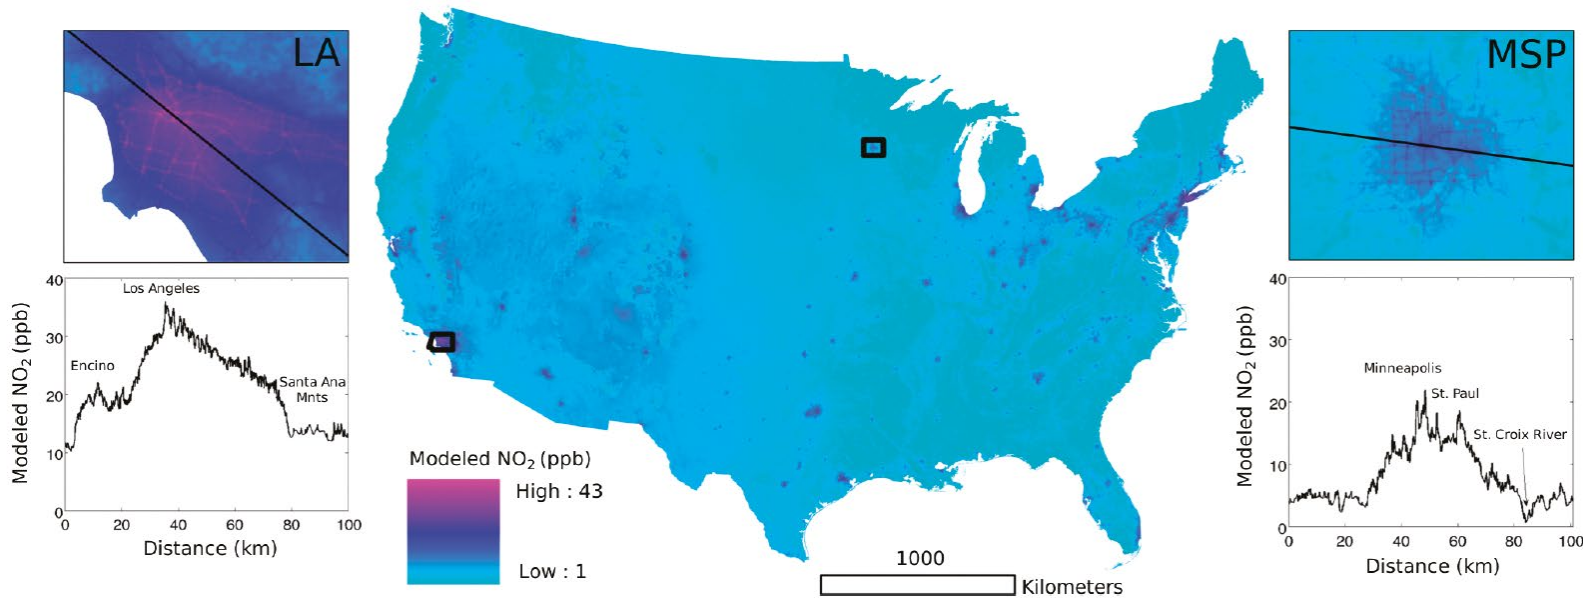 LA
MSP
40
30
20
10
0
Modeled NO₂ (ppb)
Los Angeles
Encino
Santa Ana
Mnts
0 20 40 60 80 100
Distance (km)
Modeled NO₂ (ppb)
High : 43
Low : 1
1000
Kilometers
40
30
20
10
0
Modeled NO₂ (ppb)
Minneapolis
St. Paul
St. Croix River
0 20 40 60 80 100
Distance (km)